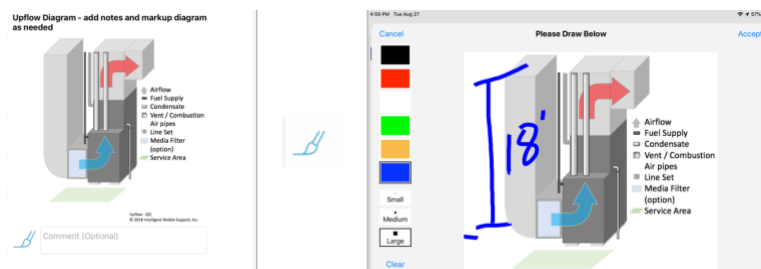 Upflow Diagram - add notes and markup diagram
as needed
Airflow
Fuel Supply
Condensate
Vent / Combustion
Air pipes
Line Set
Media Filter
(option)
Service Area
Upflow - QIC
© 2018 Intelligent Mobile Support, Inc.
Comment (Optional)
4:59 PM Tue Aug 27
57%
Cancel
Please Draw Below
Accept
Small
Medium
Large
Clear
18'
Airflow
Fuel Supply
Condensate
Vent / Combustion
Air pipes
Line Set
Media Filter
(option)
Service Area